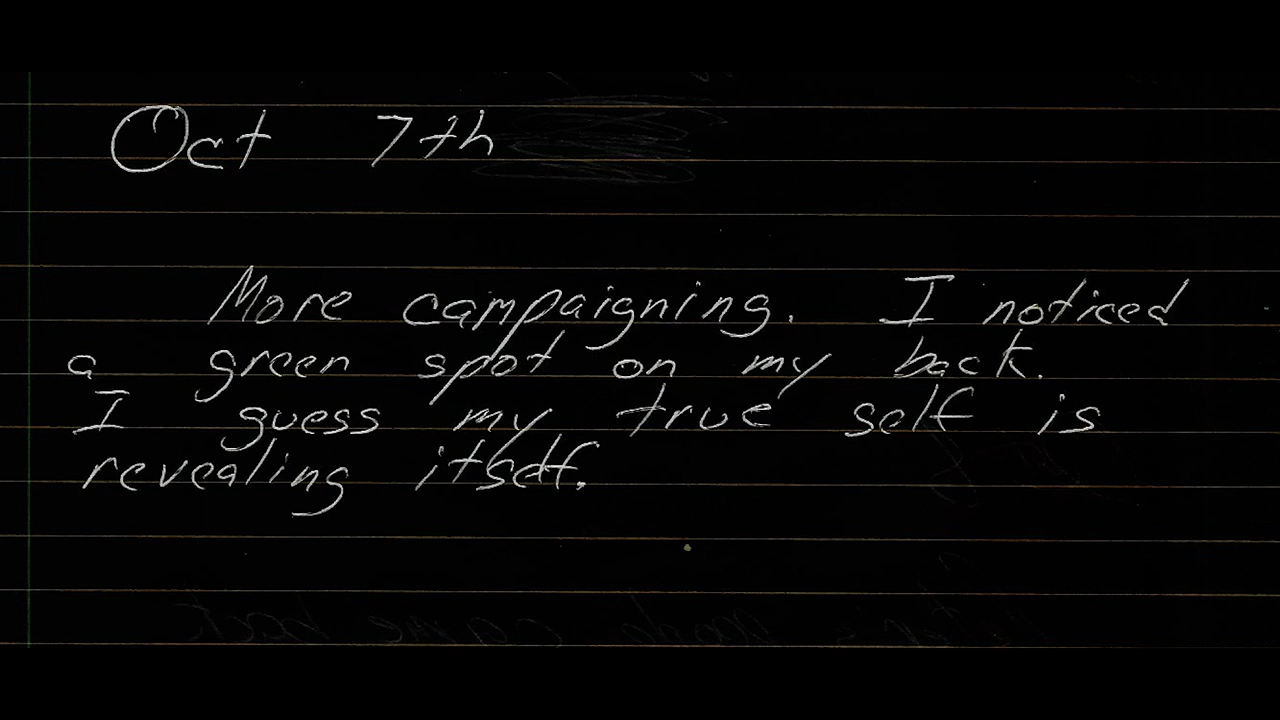 Oct 7th
More campaigning. I noticed
a green spot on my back.
I guess my true self is
revealing itself.